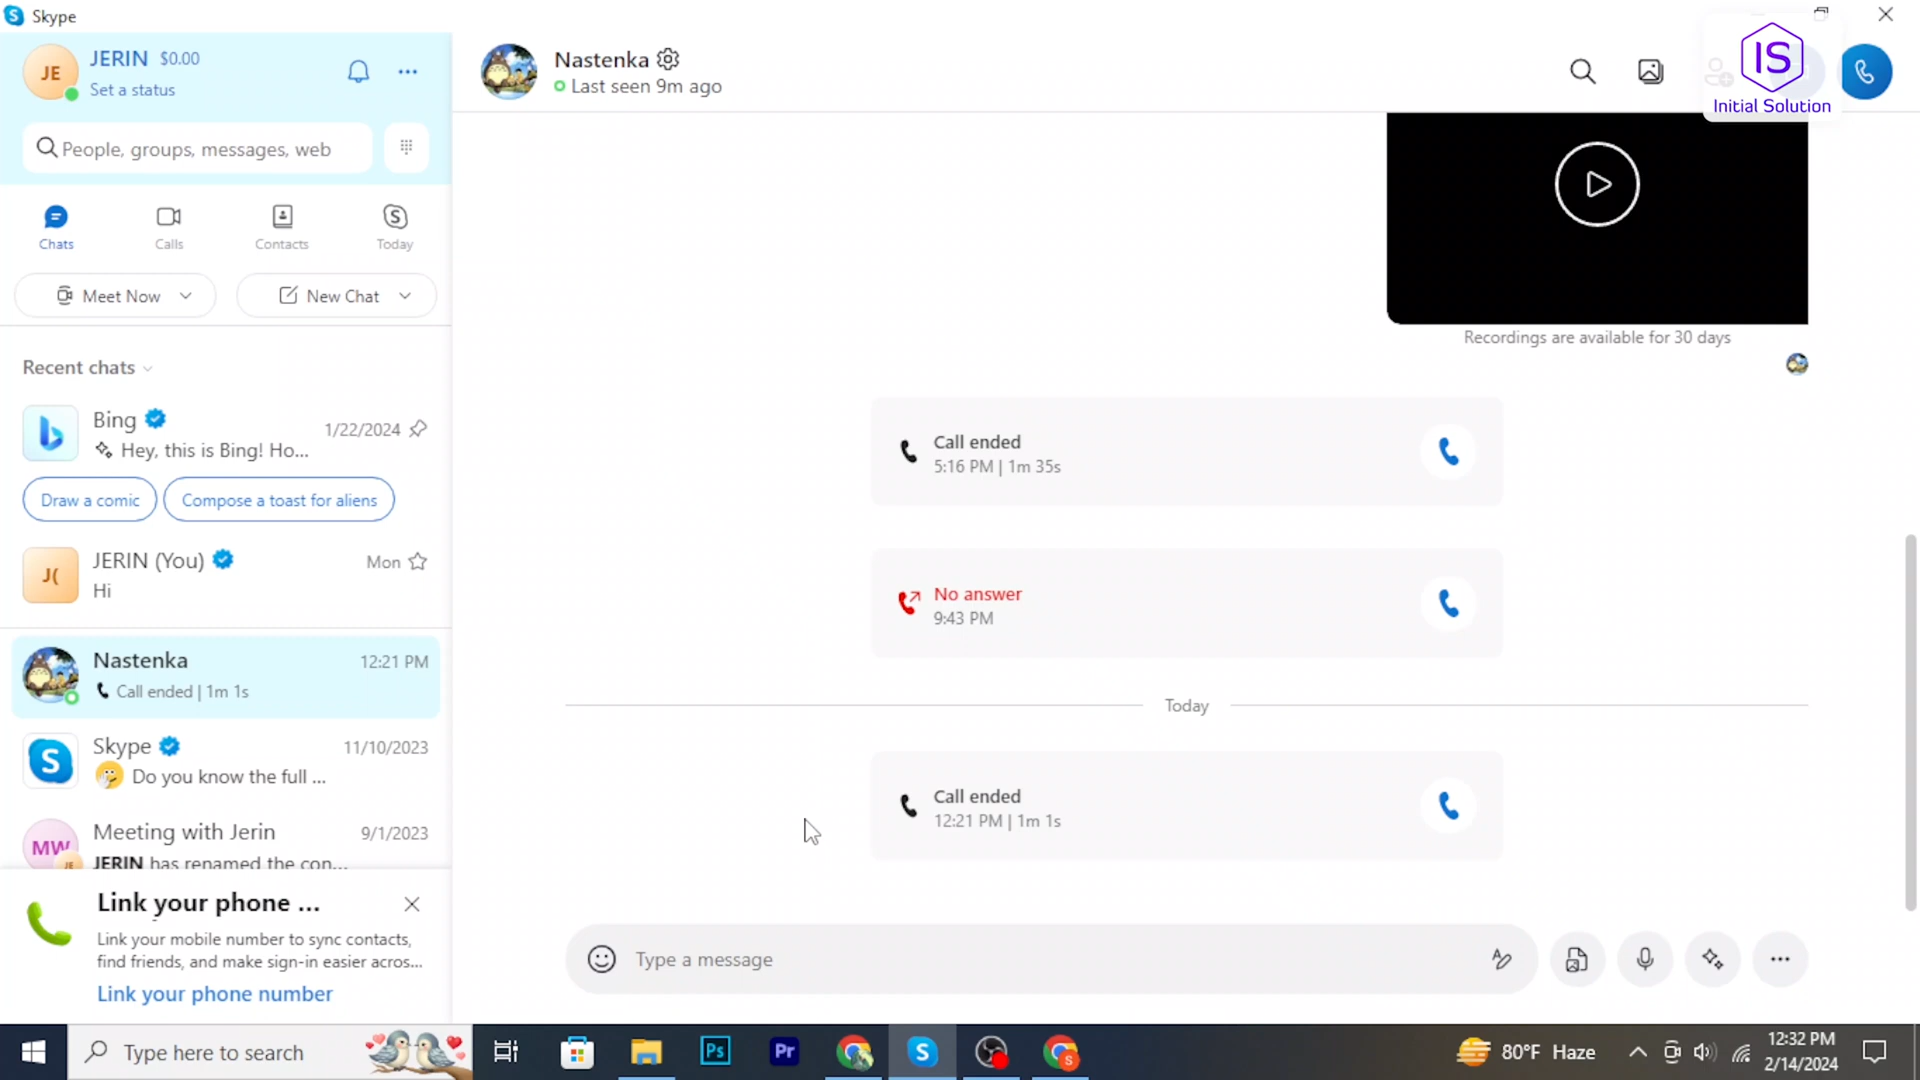 Skype
JE
JERIN $0.00
Set a status
People, groups, messages, web
Chats
Calls
Contacts
Today
Meet Now
New Chat
Recent chats
Bing
1/22/2024
Hey, this is Bing! Ho...
Draw a comic
Compose a toast for aliens
J(
JERIN (You)
Mon
Hi
Nastenka
12:21 PM
Call ended | 1m 1s
Skype
11/10/2023
Do you know the full ...
MW
JE
Meeting with Jerin
9/1/2023
JERIN has renamed the con...
Link your phone ...
Link your mobile number to sync contacts,
find friends, and make sign-in easier acros...
Link your phone number
Nastenka
Last seen 9m ago
IS
Initial Solution
Recordings are available for 30 days
Call ended
5:16 PM | 1m 35s
No answer
9:43 PM
Today
Call ended
12:21 PM | 1m 1s
Type a message
Type here to search
Ps
Pr
S
S
80°F Haze
12:32 PM
2/14/2024